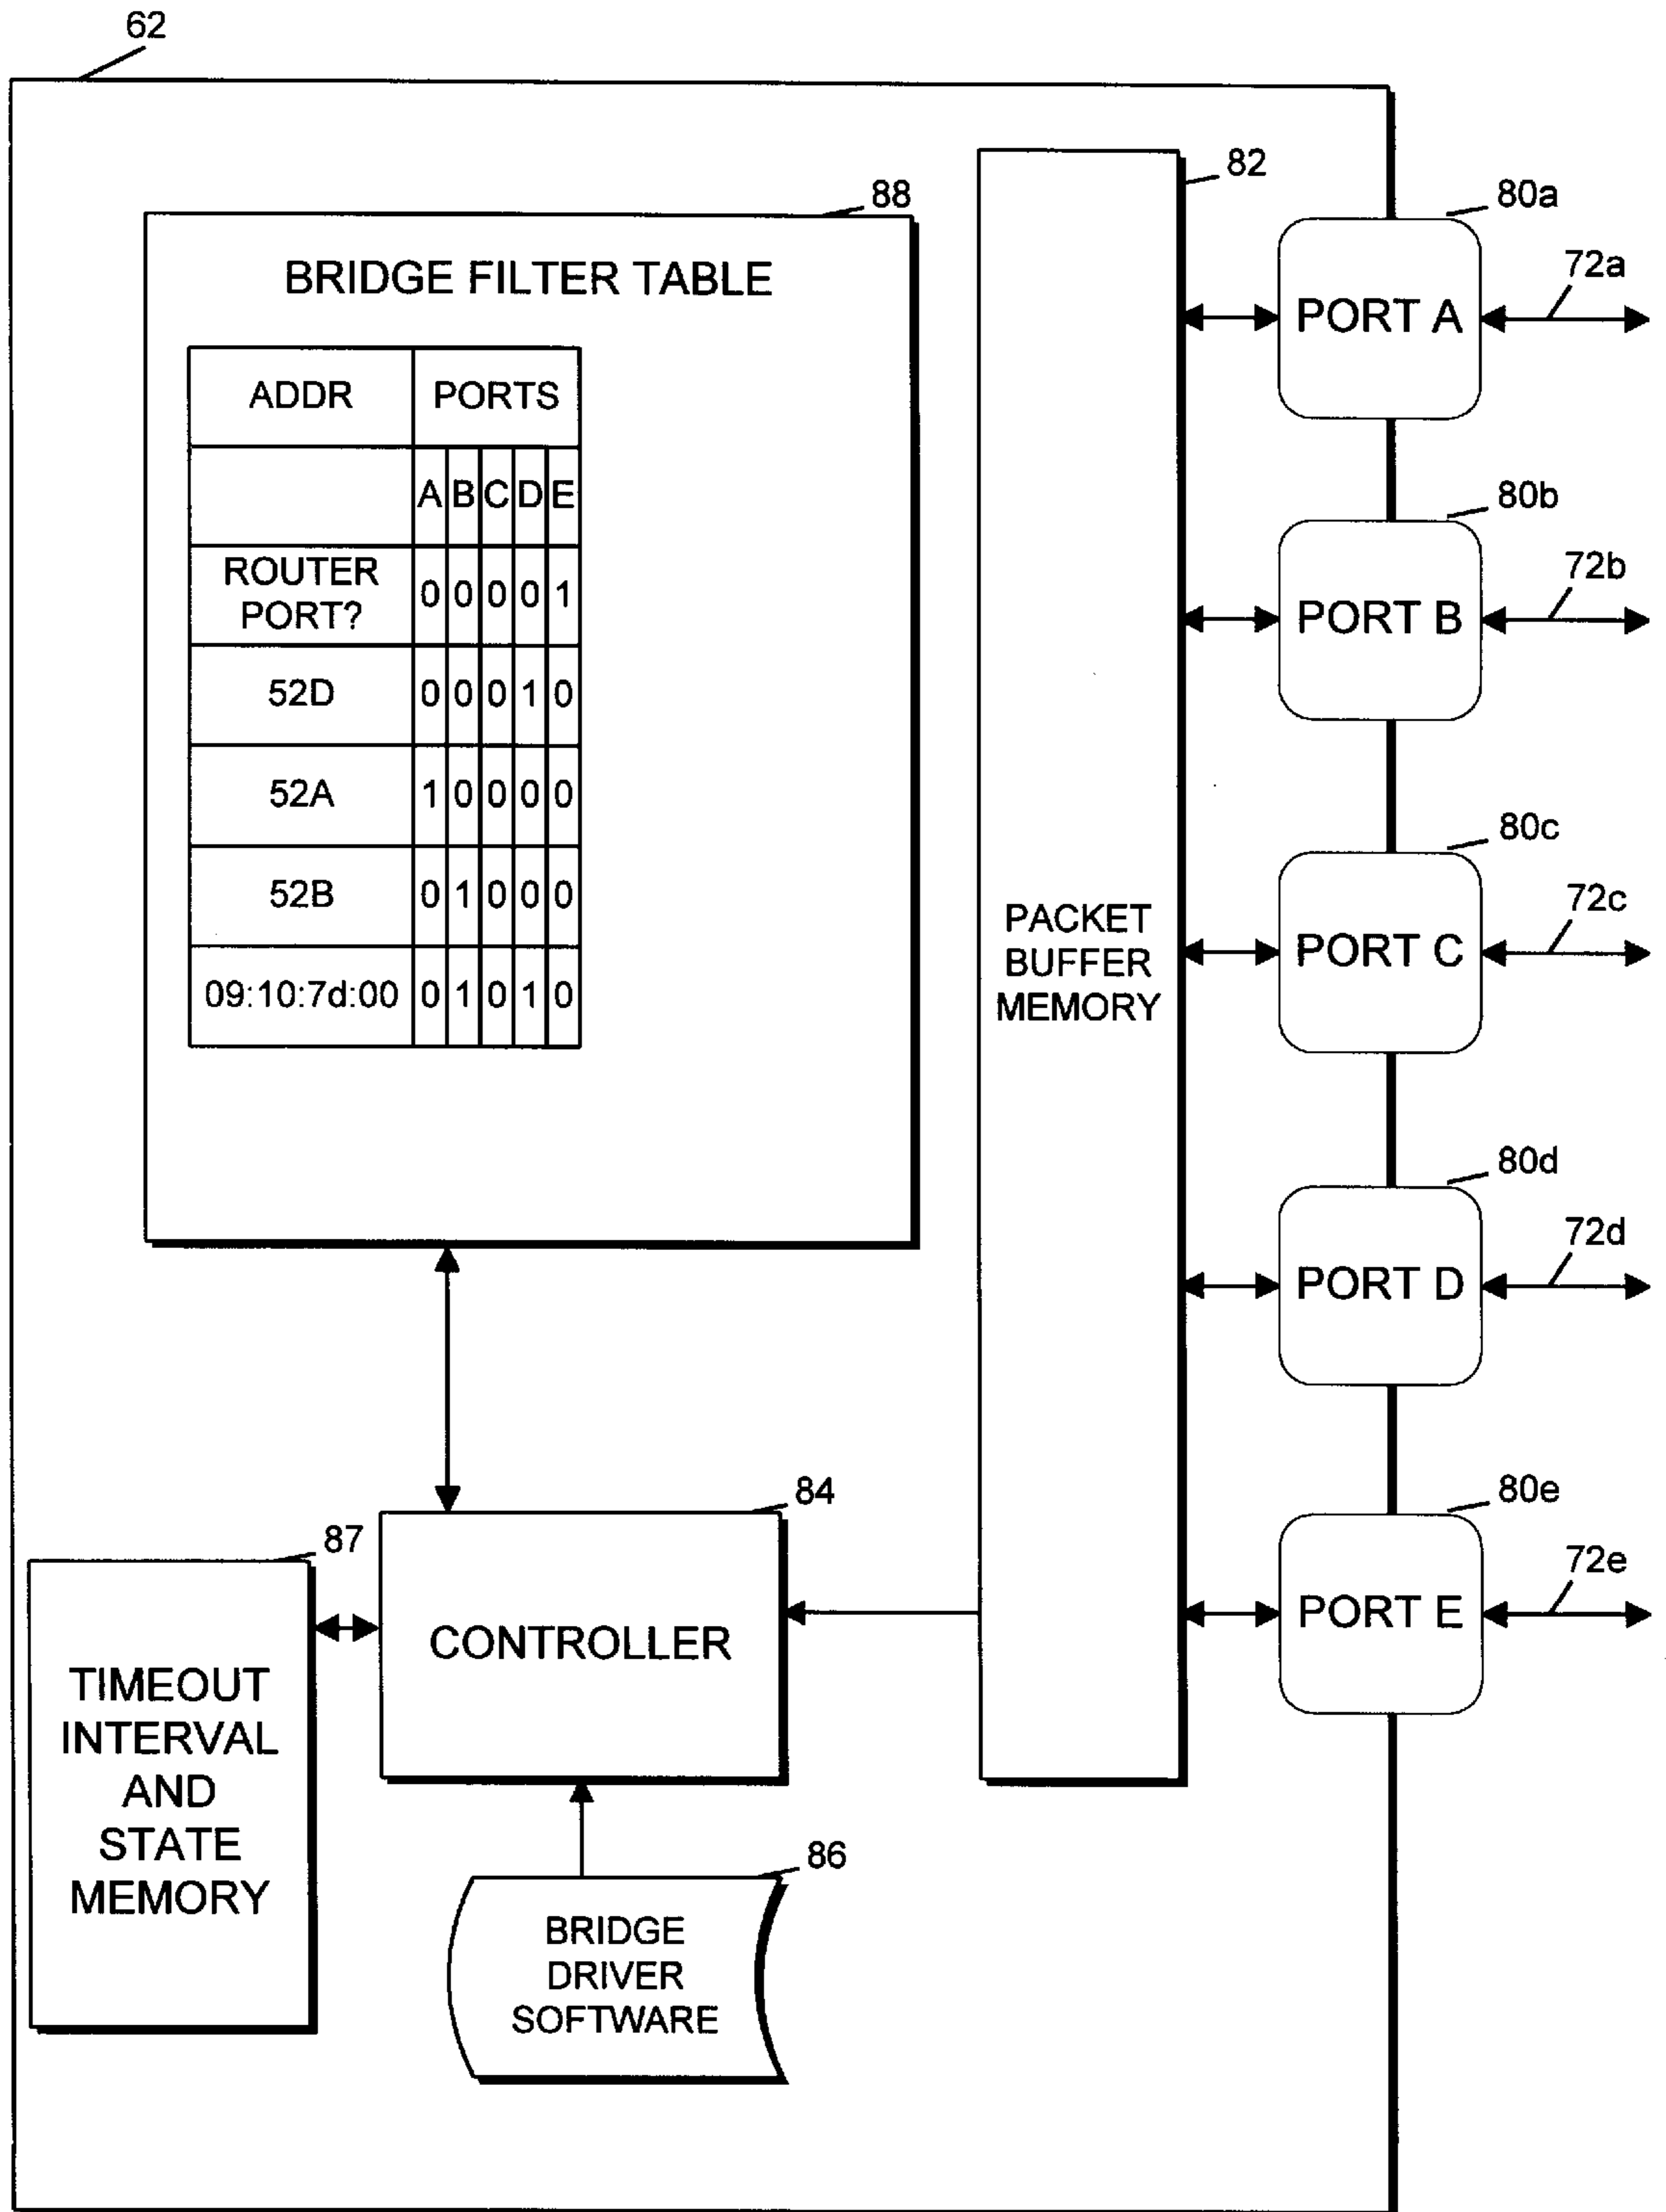 62
88
BRIDGE FILTER TABLE
ADDR PORTS
A B C D E
ROUTER
PORT?
0 0 0 0 1
52D 0 0 0 1 0
52A 1 0 0 0 0
52B 0 1 0 0 0
09:10:7d:00 0 1 0 1 0
82
PACKET
BUFFER
MEMORY
80a
PORT A
72a
80b
PORT B
72b
80c
PORT C
72c
80d
PORT D
72d
80e
PORT E
72e
84
CONTROLLER
87
TIMEOUT
INTERVAL
AND
STATE
MEMORY
86
BRIDGE
DRIVER
SOFTWARE